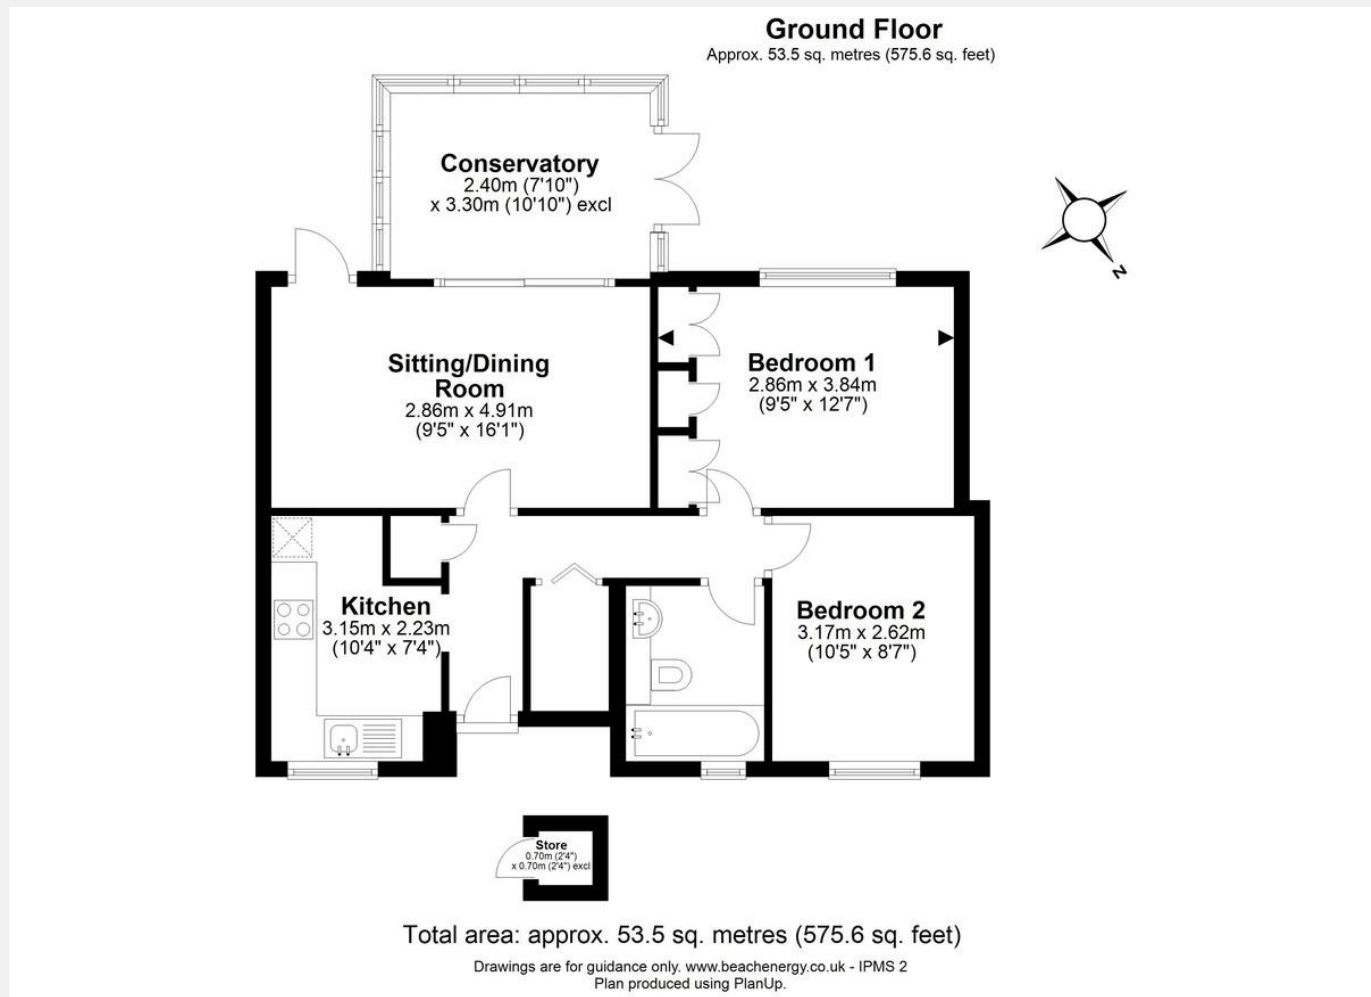 Ground Floor
Approx. 53.5 sq. metres (575.6 sq. feet)
Conservatory
2.40m (7'10")
x 3.30m (10'10") excl
N
Sitting/Dining
Room
2.86m x 4.91m
(9'5" x 16'1")
Bedroom 1
2.86m x 3.84m
(9'5" x 12'7")
Kitchen
3.15m x 2.23m
(10'4" x 7'4")
Bedroom 2
3.17m x 2.62m
(10'5" x 8'7")
Store
0.70m (2'4")
x 0.70m (2'4") excl
Total area: approx. 53.5 sq. metres (575.6 sq. feet)
Drawings are for guidance only. www.beachenergy.co.uk - IPMS 2
Plan produced using PlanUp.